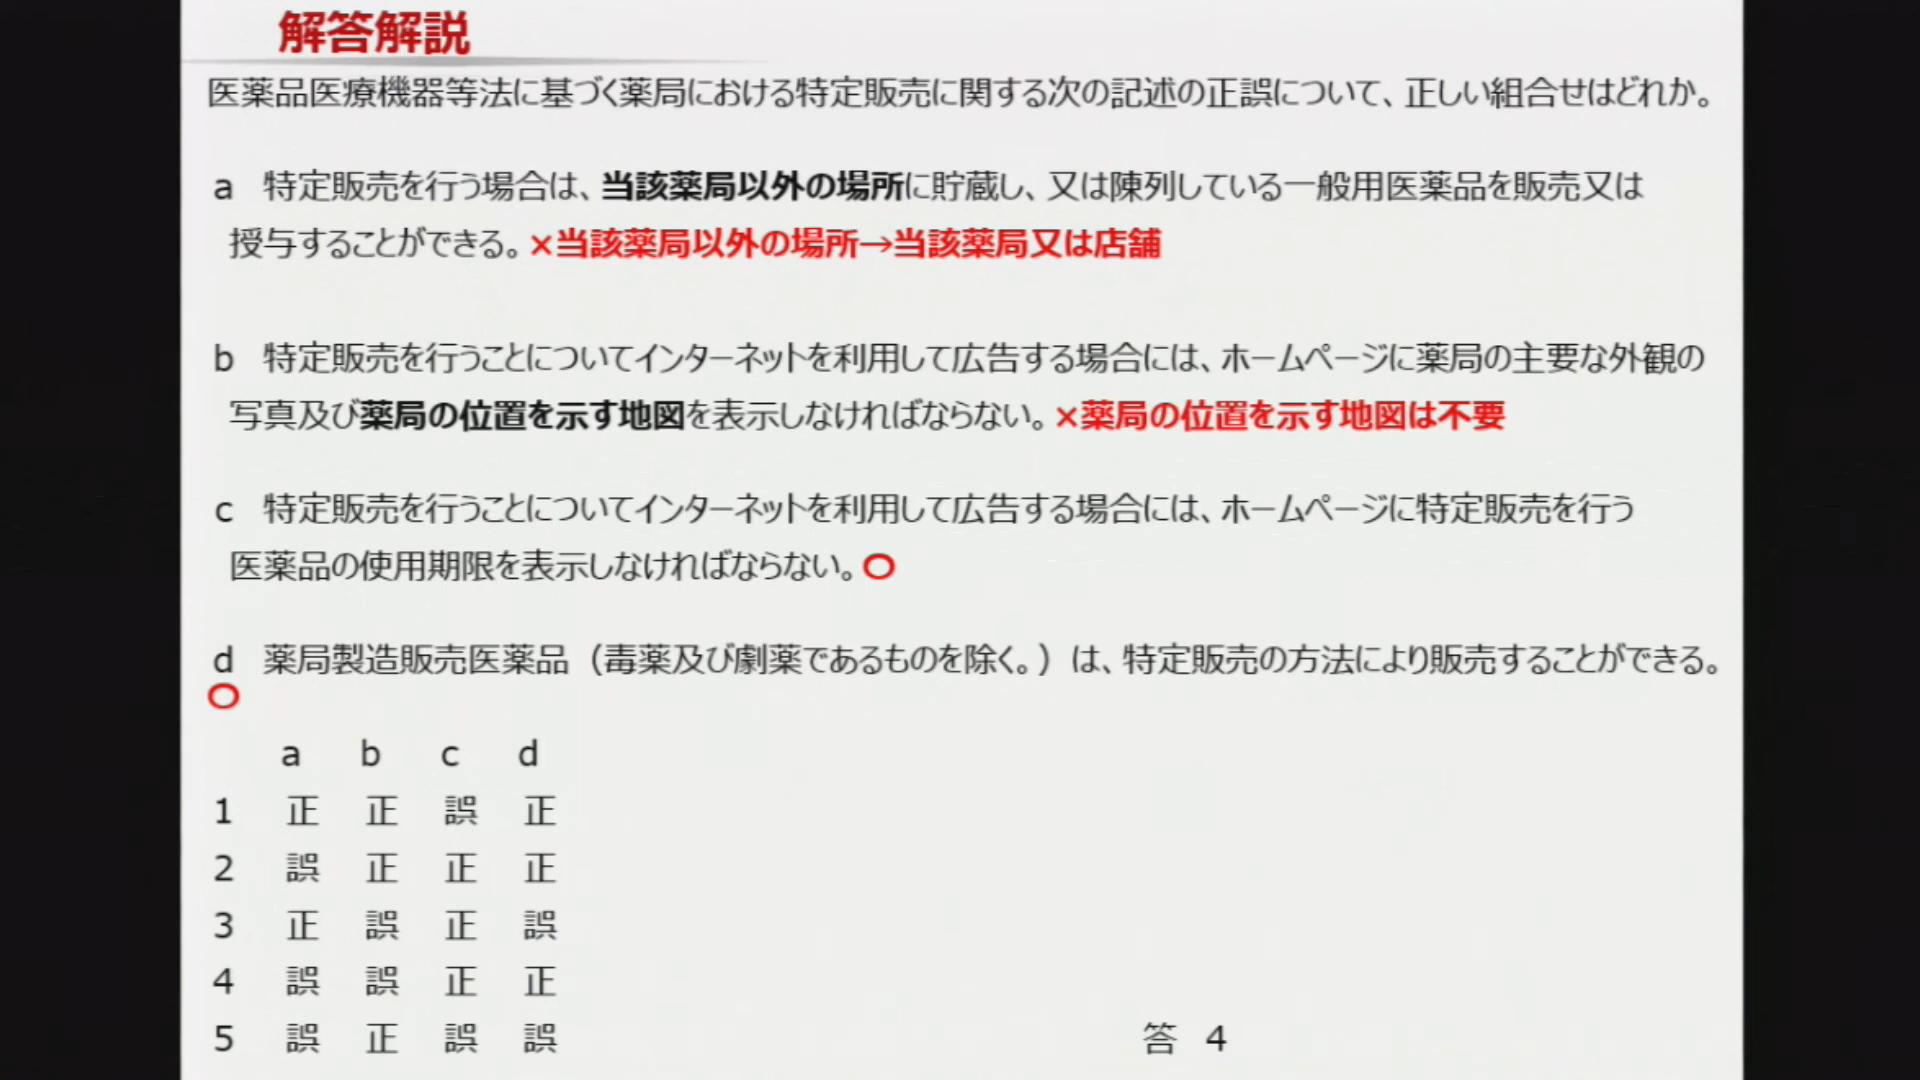 解答解説
医薬品医療機器等法に基づく薬局における特定販売に関する次の記述の正誤について、正しい組合せはどれか。
a 特定販売を行う場合は、当該薬局以外の場所に貯蔵し、又は陳列している一般用医薬品を販売又は
授与することができる。×当該薬局以外の場所→当該薬局又は店舗
b 特定販売を行うことについてインターネットを利用して広告する場合には、ホームページに薬局の主要な外観の
写真及び薬局の位置を示す地図を表示しなければならない。×薬局の位置を示す地図は不要
c 特定販売を行うことについてインターネットを利用して広告する場合には、ホームページに特定販売を行う
医薬品の使用期限を表示しなければならない。○
d 薬局製造販売医薬品（毒薬及び劇薬であるものを除く。）は、特定販売の方法により販売することができる。
○
a b c d
1 正 正 誤 正
2 誤 正 正 正
3 正 誤 正 誤
4 誤 誤 正 正
5 誤 正 誤 誤
答 4